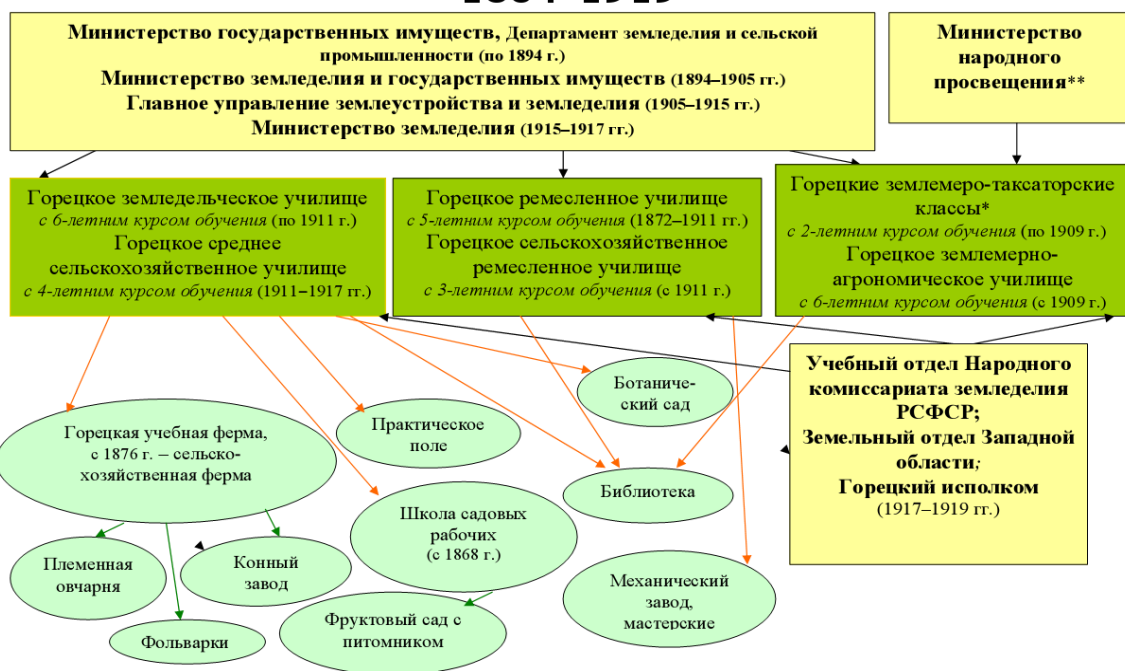 Министерство государственных имуществ, Департамент земледелия и сельской
промышленности (по 1894 г.)
Министерство земледелия и государственных имуществ (1894–1905 гг.)
Главное управление землеустройства и земледелия (1905–1915 гг.)
Министерство земледелия (1915–1917 гг.)
Министерство
народного
просвещения**
Горецкое земледельческое училище
с 6-летним курсом обучения (по 1911 г.)
Горецкое среднее
сельскохозяйственное училище
с 4-летним курсом обучения (1911–1917 гг.)
Горецкое ремесленное училище
с 5-летним курсом обучения (1872–1911 гг.)
Горецкое сельскохозяйственное
ремесленное училище
с 3-летним курсом обучения (с 1911 г.)
Горецкие землемеро-таксаторские
классы*
с 2-летним курсом обучения (по 1909 г.)
Горецкое землемерно-
агрономическое училище
с 6-летним курсом обучения (с 1909 г.)
Учебный отдел Народного
комиссариата земледелия
РСФСР;
Земельный отдел Западной
области;
Горецкий исполком
(1917–1919 гг.)
Ботаниче-
ский сад
Горецкая учебная ферма,
с 1876 г. – сельско-
хозяйственная ферма
Практическое
поле
Библиотека
Школа садовых
рабочих
(с 1868 г.)
Племенная
овчарня
Конный
завод
Механический
завод,
мастерские
Фольварки
Фруктовый сад с
питомником